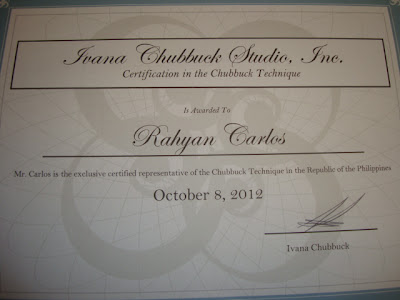 Ivana Chubbuck Studio, Inc.
Certification in the Chubbuck Technique
Is Awarded To
Rahyan Carlos
Mr. Carlos is the exclusive certified representative of the Chubbuck Technique in the Republic of the Philippines
October 8, 2012
Ivana Chubbuck